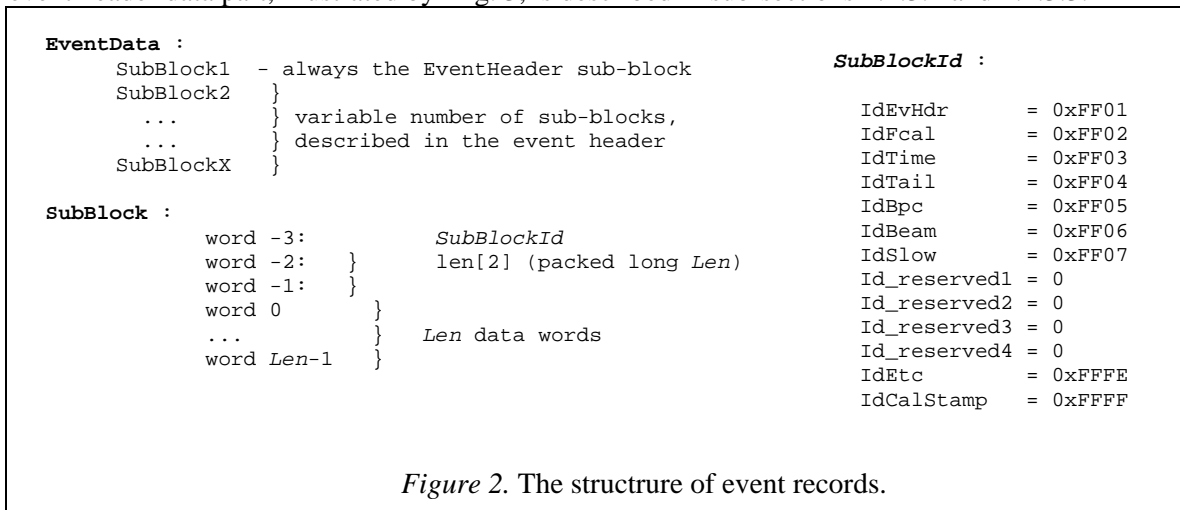 EventData :
SubBlock1 - always the EventHeader sub-block
SubBlock2 }
... } variable number of sub-blocks,
... } described in the event header
SubBlockX }
SubBlock :
word -3: SubBlockId
word -2: } len[2] (packed long Len)
word -1: }
word 0 }
... } Len data words
word Len-1 }
SubBlockId :
IdEvHdr = 0xFF01
IdFcal = 0xFF02
IdTime = 0xFF03
IdTail = 0xFF04
IdBpc = 0xFF05
IdBeam = 0xFF06
IdSlow = 0xFF07
Id_reserved1 = 0
Id_reserved2 = 0
Id_reserved3 = 0
Id_reserved4 = 0
IdEtc = 0xFFFE
IdCalStamp = 0xFFFF
Figure 2. The structrure of event records.